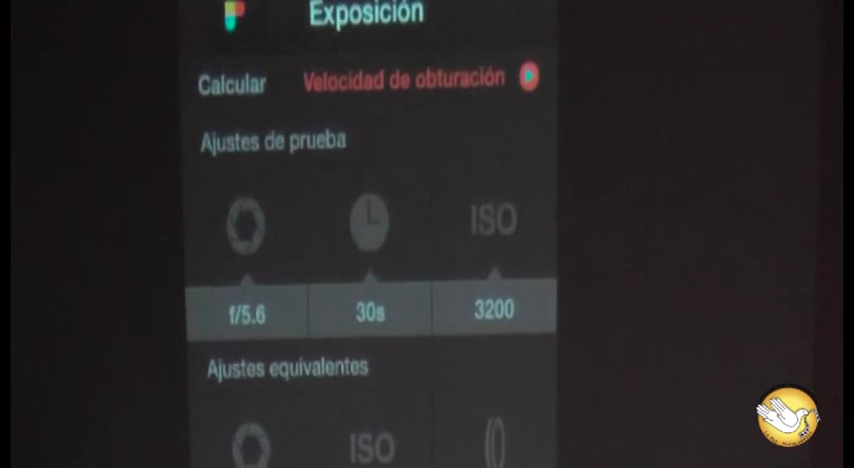 Exposición
Calcular Velocidad de obturación
Ajustes de prueba
ISO
f/5.6 30s 3200
Ajustes equivalentes
ISO